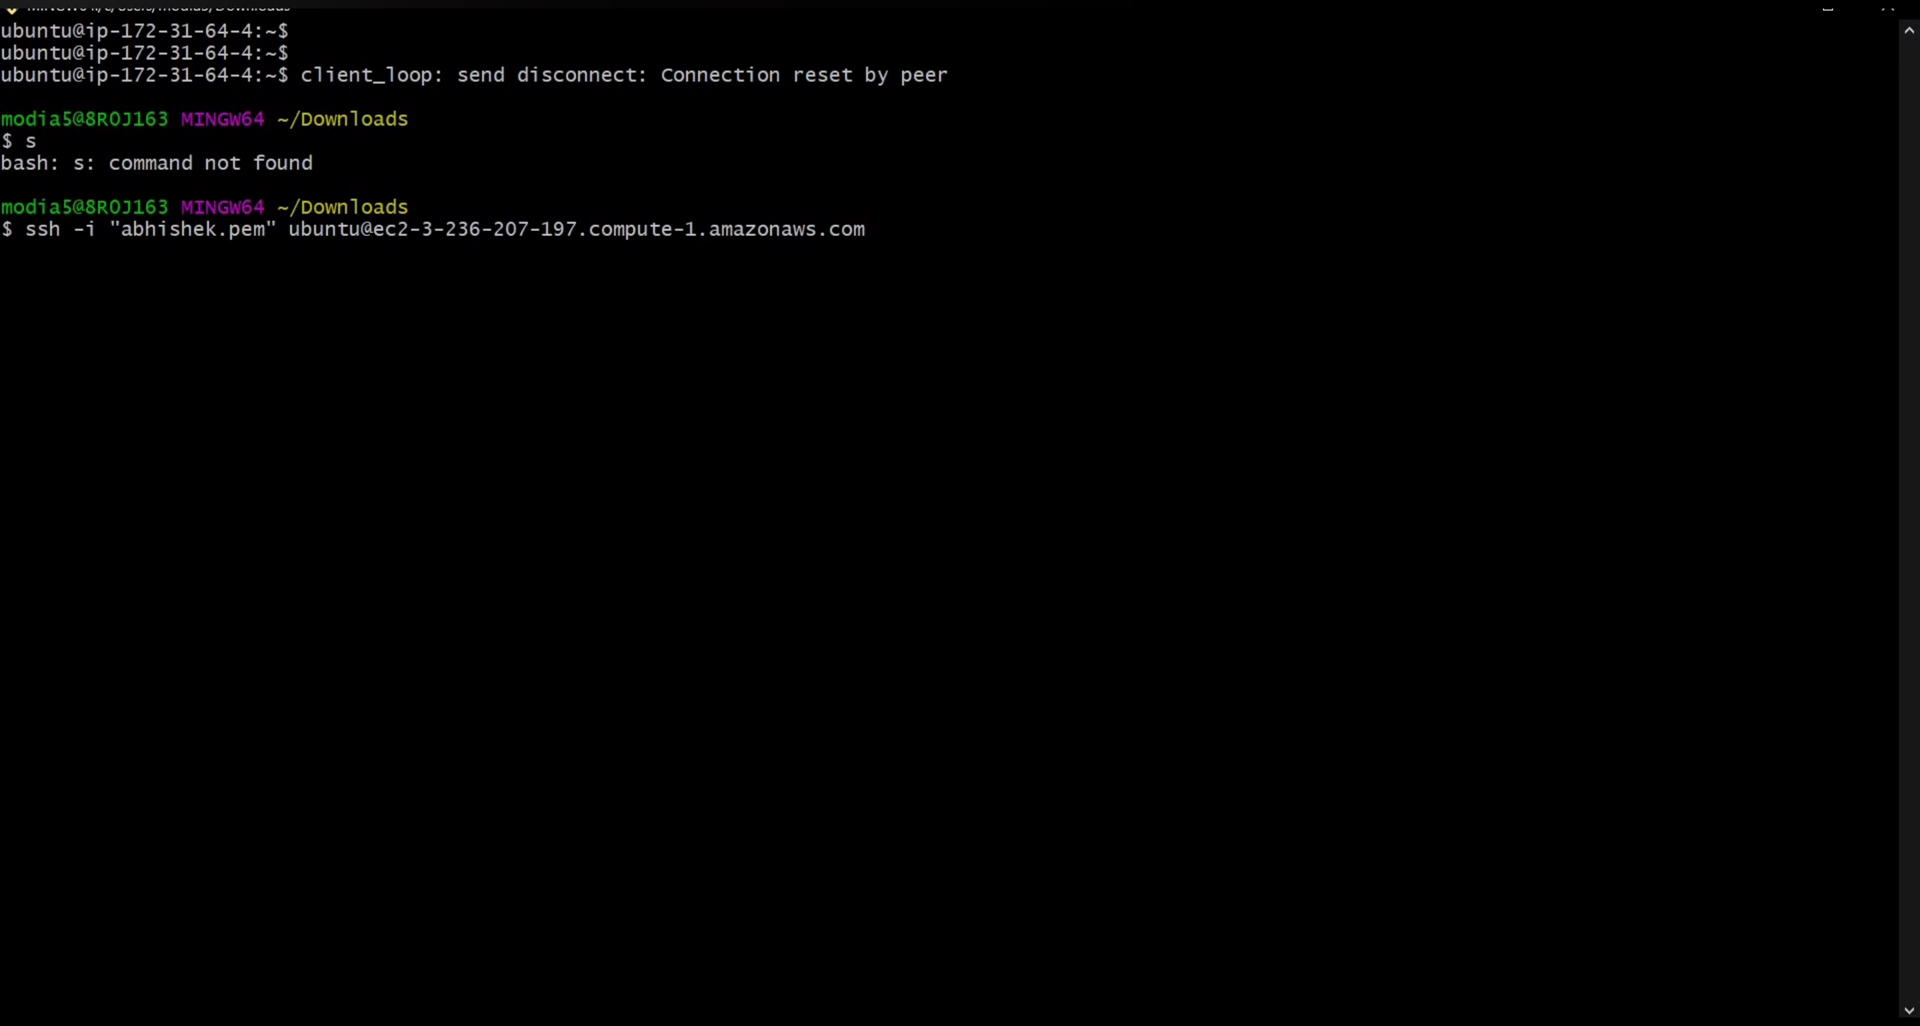 ubuntu@ip-172-31-64-4:~$
ubuntu@ip-172-31-64-4:~$
ubuntu@ip-172-31-64-4:~$ client_loop: send disconnect: Connection reset by peer
modia5@8ROJ163 MINGW64 ~/Downloads
$ s
bash: s: command not found
modia5@8ROJ163 MINGW64 ~/Downloads
$ ssh -i "abhishek.pem" ubuntu@ec2-3-236-207-197.compute-1.amazonaws.com